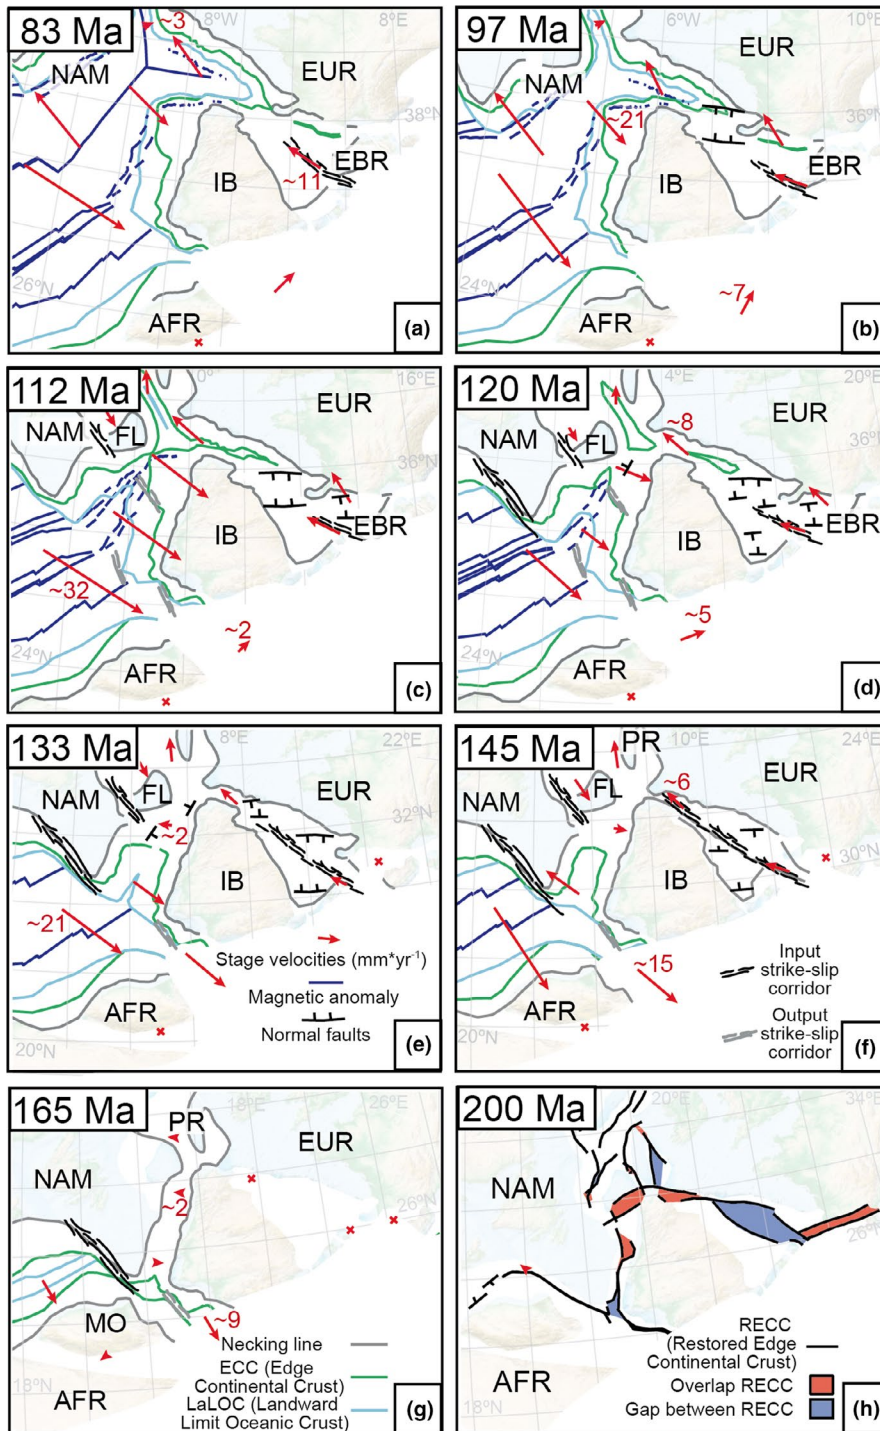 83 Ma
~3
8°W
8°E
NAM
EUR
38°N
EBR
~11
IB
26°N
AFR
(a)
97 Ma
6°W
10°E
NAM
EUR
36°N
~21
EBR
IB
24°N
~7
AFR
(b)
112 Ma
0°
16°E
NAM
FL
EUR
36°N
EBR
IB
~32
~2
24°N
AFR
(c)
120 Ma
4°E
20°E
NAM
FL
~8
EUR
36°N
EBR
IB
~5
24°N
AFR
(d)
133 Ma
8°E
22°E
NAM
FL
EUR
32°N
~2
IB
~21
Stage velocities (mm*yr⁻¹)
Magnetic anomaly
Normal faults
AFR
20°N
(e)
145 Ma
PR
10°E
24°E
FL
EUR
NAM
~6
30°N
IB
~15
Input
strike-slip
corridor
AFR
Output
strike-slip
corridor
20°N
(f)
165 Ma
PR
18°E
26°E
EUR
NAM
~2
26°N
MO
~9
Necking line
ECC (Edge
Continental Crust)
LaLOC (Landward
Limit Oceanic Crust)
18°N
AFR
(g)
200 Ma
20°E
34°E
NAM
EUR
26°N
RECC
(Restored Edge
Continental Crust)
Overlap RECC
Gap between RECC
AFR
18°N
(h)